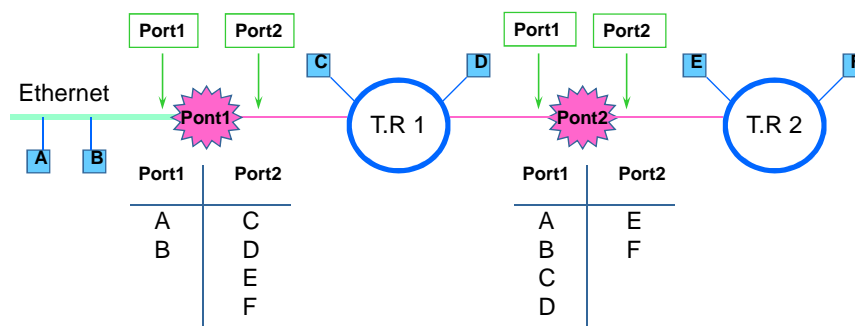 Port1 Port2 Port1 Port2
C D E F
Ethernet
Pont1 T.R 1 Pont2 T.R 2
A B
Port1 Port2 Port1 Port2
A C A E
B D B F
E C
F D